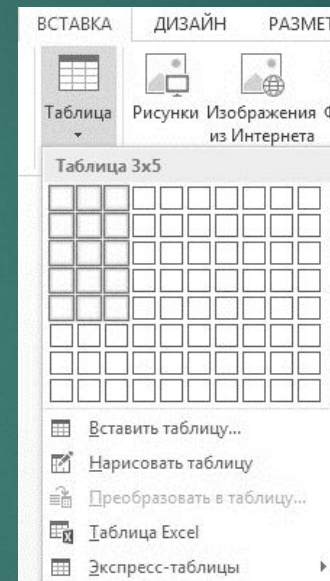 ВСТАВКА ДИЗАЙН РАЗМЕТ
Таблица Рисунки Изображения
из Интернета
Таблица 3x5
Вставить таблицу...
Нарисовать таблицу
Преобразовать в таблицу...
Таблица Excel
Экспресс-таблицы